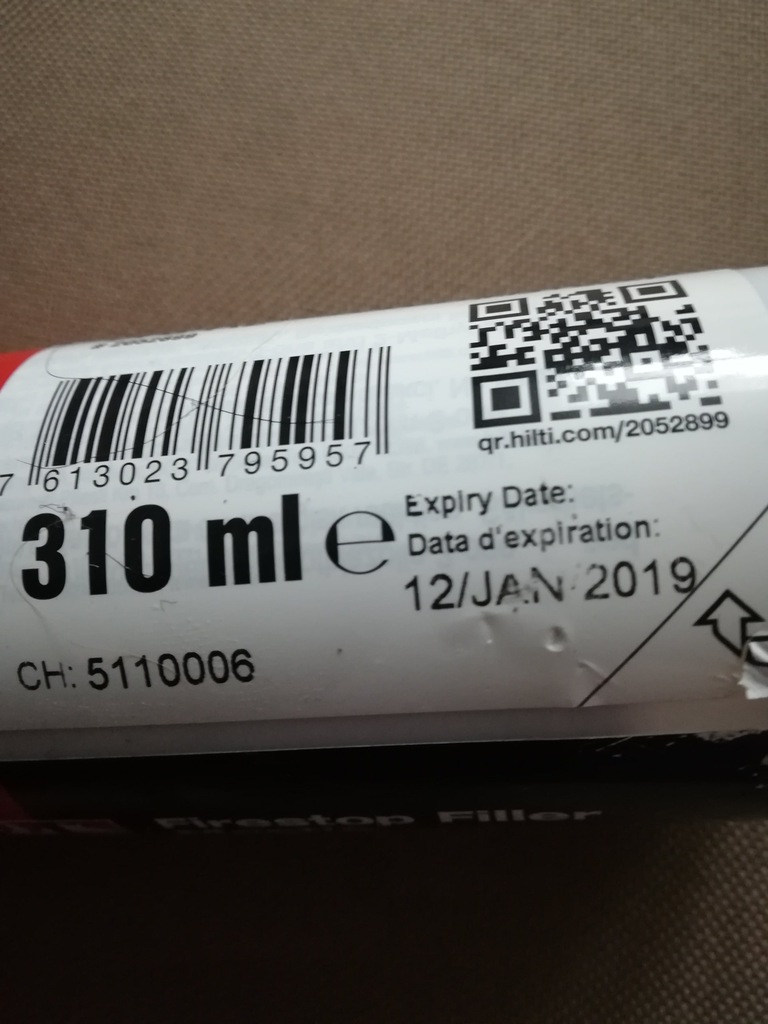 7 613023 795957
qr.hilti.com/2052899
310 ml e
Expiry Date:
Data d'expiration:
12/JAN 2019
CH: 5110006
Firestop Filler